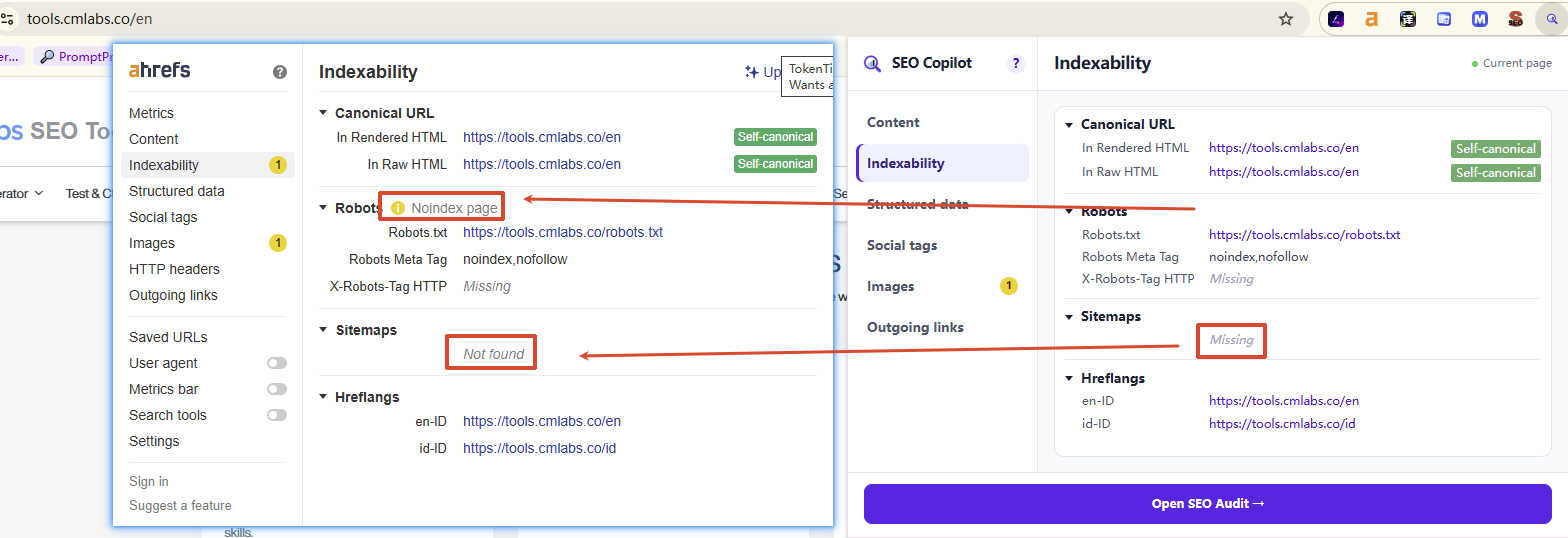 tools.cmlabs.co/en
er...
PromptPr
SEO Too
erator
Test & C
skills.
ahrefs
?
Metrics
Content
Indexability 1
Structured data
Social tags
Images 1
HTTP headers
Outgoing links
Saved URLs
User agent
Metrics bar
Search tools
Settings
Sign in
Suggest a feature
Indexability
Up
TokenTi
Wants a
Canonical URL
In Rendered HTML https://tools.cmlabs.co/en Self-canonical
In Raw HTML https://tools.cmlabs.co/en Self-canonical
Robots Noindex page
Robots.txt https://tools.cmlabs.co/robots.txt
Robots Meta Tag noindex,nofollow
X-Robots-Tag HTTP Missing
Sitemaps
Not found
Hreflangs
en-ID https://tools.cmlabs.co/en
id-ID https://tools.cmlabs.co/id
Se
SEO Copilot ?
Content
Indexability
Structured data
Social tags
Images 1
Outgoing links
Indexability
Current page
Canonical URL
In Rendered HTML https://tools.cmlabs.co/en Self-canonical
In Raw HTML https://tools.cmlabs.co/en Self-canonical
Robots
Robots.txt https://tools.cmlabs.co/robots.txt
Robots Meta Tag noindex,nofollow
X-Robots-Tag HTTP Missing
Sitemaps
Missing
Hreflangs
en-ID https://tools.cmlabs.co/en
id-ID https://tools.cmlabs.co/id
Open SEO Audit →